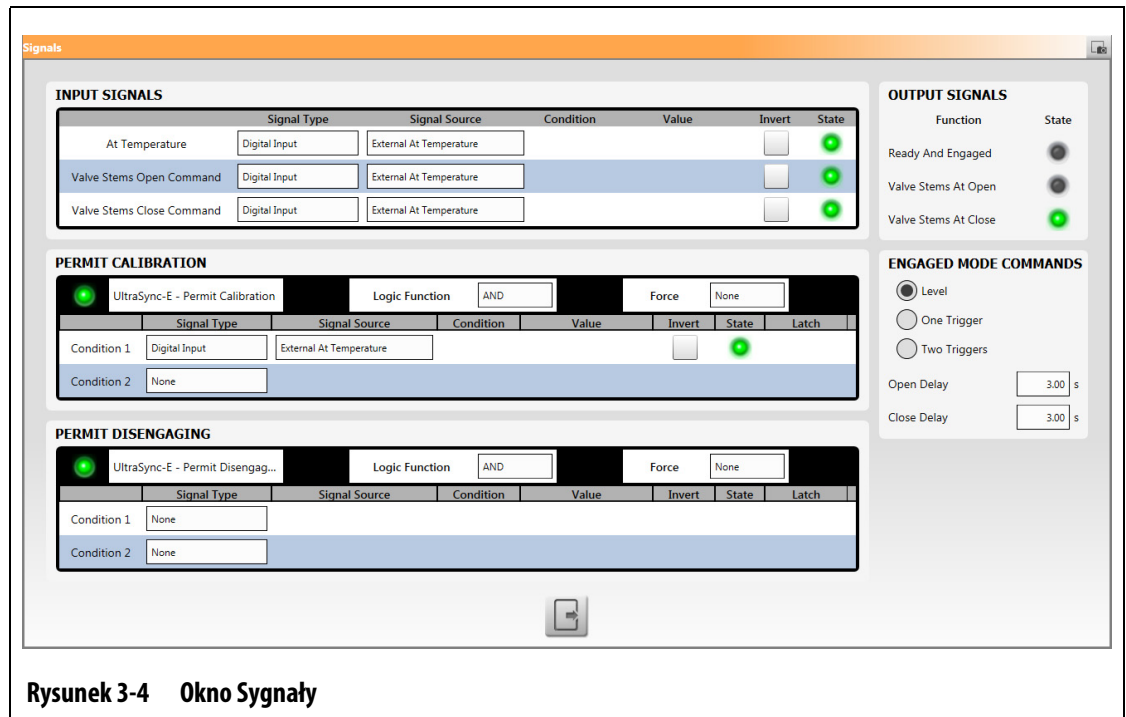 Signals
INPUT SIGNALS
Signal Type Signal Source Condition Value Invert State
At Temperature Digital Input External At Temperature
Valve Stems Open Command Digital Input External At Temperature
Valve Stems Close Command Digital Input External At Temperature
OUTPUT SIGNALS
Function State
Ready And Engaged
Valve Stems At Open
Valve Stems At Close
PERMIT CALIBRATION
UltraSync-E - Permit Calibration Logic Function AND Force None
Signal Type Signal Source Condition Value Invert State Latch
Condition 1 Digital Input External At Temperature
Condition 2 None
ENGAGED MODE COMMANDS
Level
One Trigger
Two Triggers
Open Delay 3.00 s
Close Delay 3.00 s
PERMIT DISENGAGING
UltraSync-E - Permit Disengag... Logic Function AND Force None
Signal Type Signal Source Condition Value Invert State Latch
Condition 1 None
Condition 2 None
Rysunek 3-4 Okno Sygnały